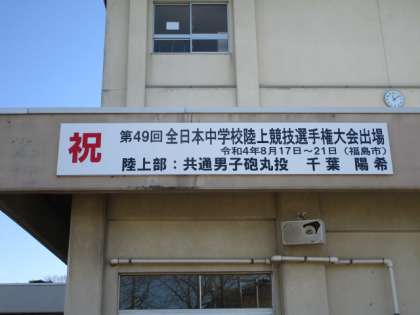 祝
第49回 全日本中学校陸上競技選手権大会出場
令和4年8月17日～21日（福島市）
陸上部：共通男子砲丸投 千葉 陽希